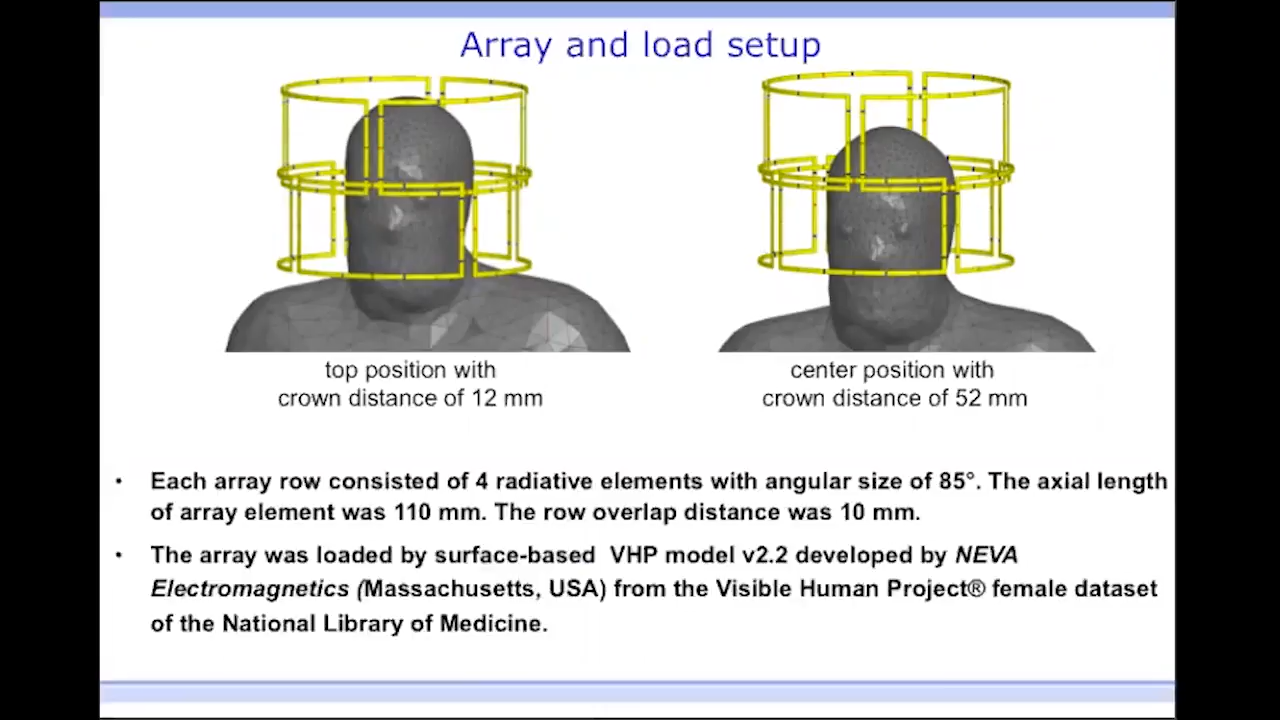 Array and load setup
top position with
crown distance of 12 mm
center position with
crown distance of 52 mm
• Each array row consisted of 4 radiative elements with angular size of 85°. The axial length
of array element was 110 mm. The row overlap distance was 10 mm.
• The array was loaded by surface-based  VHP model v2.2 developed by NEVA
Electromagnetics (Massachusetts, USA) from the Visible Human Project® female dataset
of the National Library of Medicine.